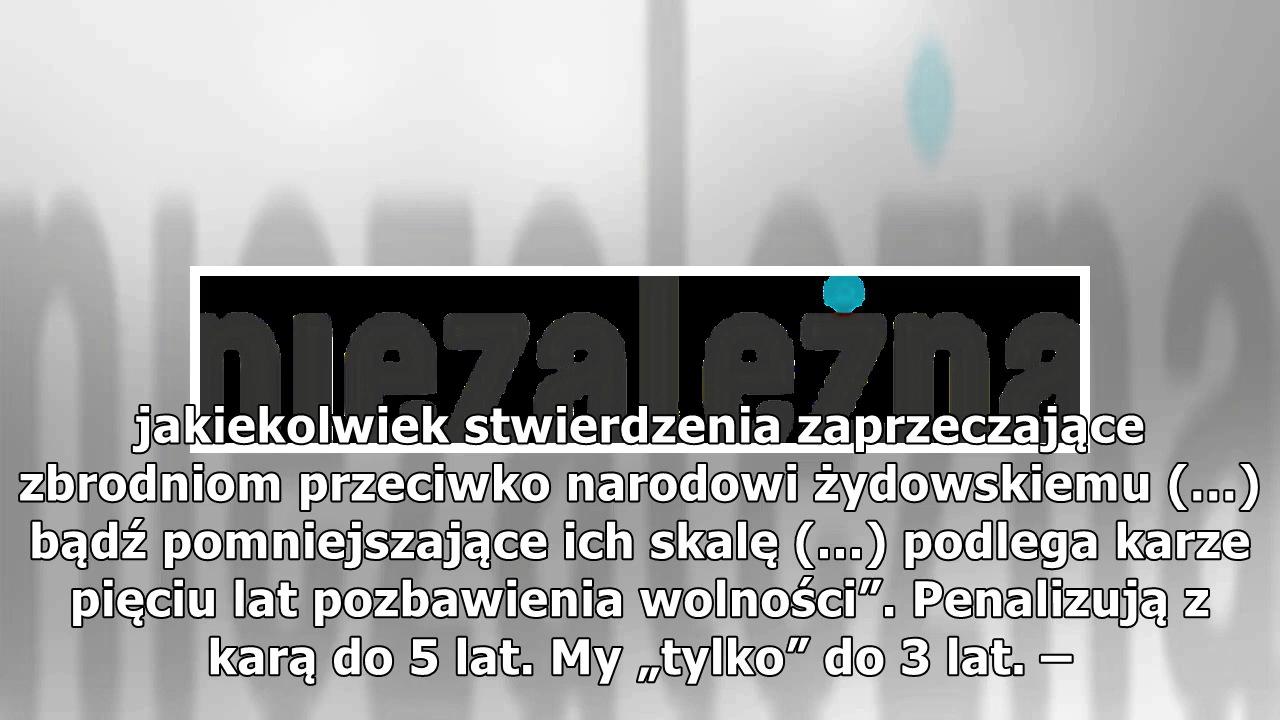 niezależna
jakiekolwiek stwierdzenia zaprzeczające
zbrodniom przeciwko narodowi żydowskiemu (...)
bądź pomniejszające ich skalę (...) podlega karze
pięciu lat pozbawienia wolności”. Penalizują z
karą do 5 lat. My „tylko” do 3 lat. –